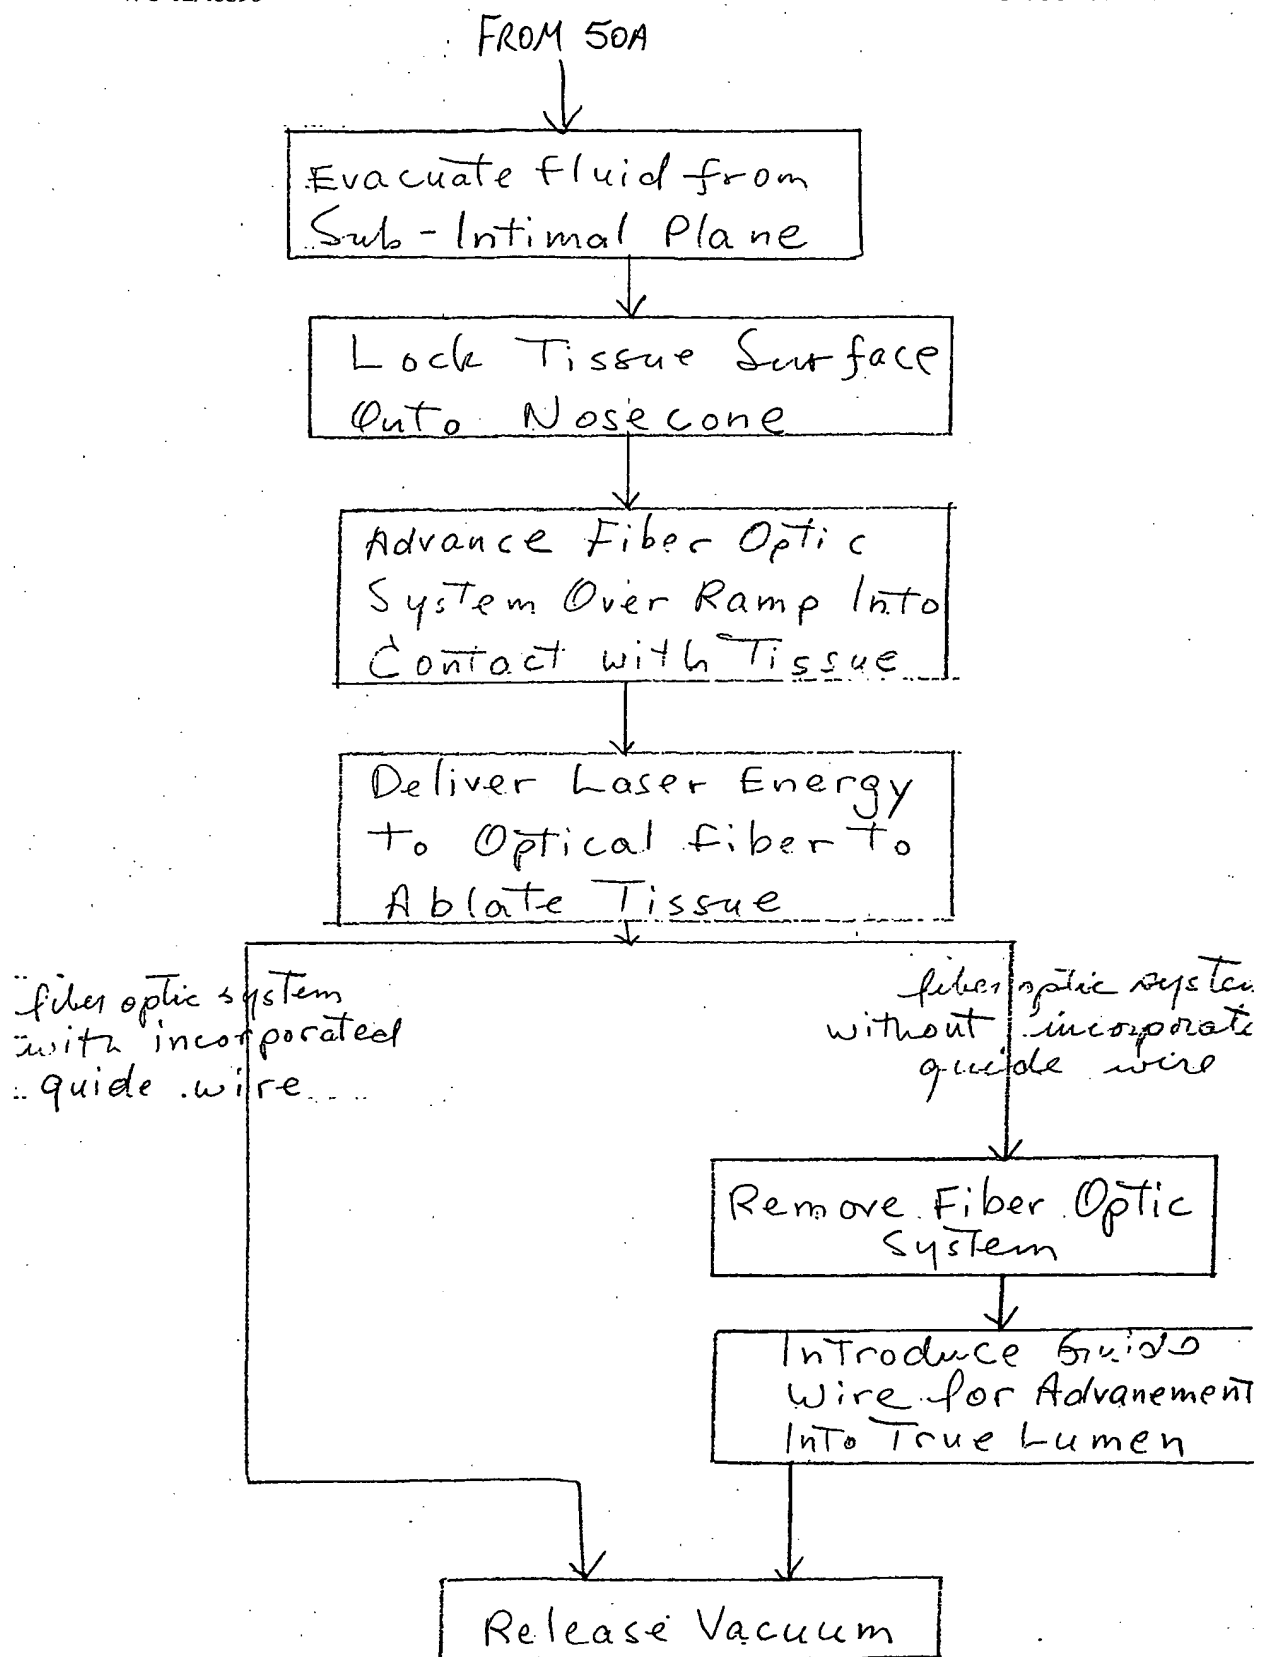 FROM 50A
Evacuate Fluid from
Sub-Intimal Plane
Lock Tissue Surface
Onto Nosecone
Advance Fiber Optic
System Over Ramp Into
Contact with Tissue
Deliver Laser Energy
To Optical Fiber To
Ablate Tissue
fiber optic system
with incorporated
guide wire
fiber optic system
without incorporate
guide wire
Remove Fiber Optic
System
Introduce Guide
Wire for Advanement
Into True Lumen
Release Vacuum